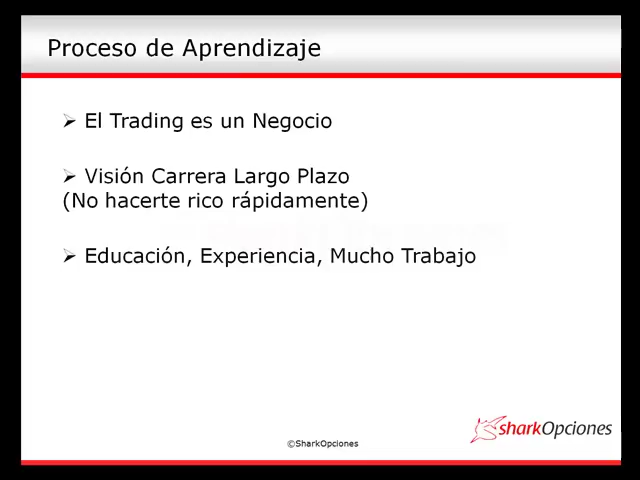 Proceso de Aprendizaje
➢ El Trading es un Negocio
➢ Visión Carrera Largo Plazo
(No hacerte rico rápidamente)
➢ Educación, Experiencia, Mucho Trabajo
sharkOpciones
©SharkOpciones